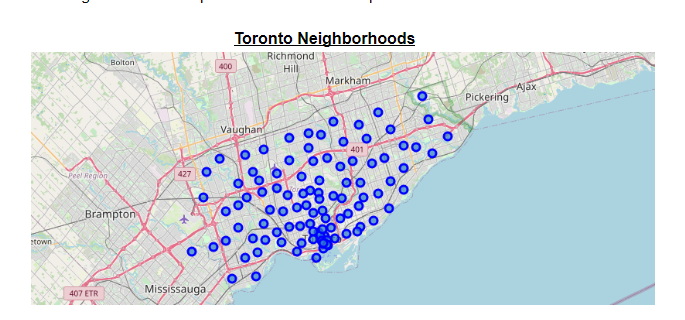 Toronto Neighborhoods
Bolton
400
Richmond
Hill
Markham
Ajax
Pickering
Vaughan
401
427
Peel Region
Brampton
etown
Mississauga
407 ETR